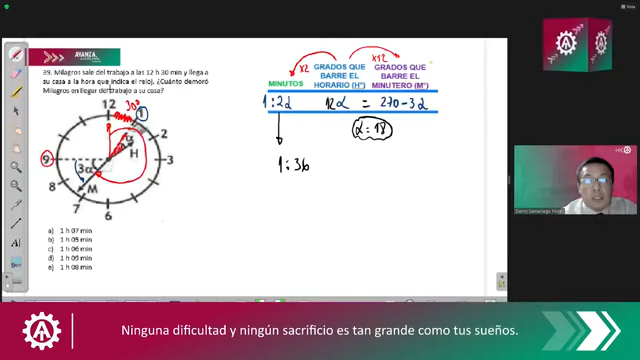 View
AVANZA
39. Milagros sale del trabajo a las 12 h 30 min y llega a
su casa a la hora que indica el reloj. ¿Cuánto demoró
Milagros en llegar del trabajo a su casa?
12
30°
1
2
3
6
7
8
9
P
α
H
3α
M
a) 1 h 07 min
b) 1 h 05 min
c) 1 h 06 min
d) 1 h 09 min
e) 1 h 08 min
x2
x12
MINUTOS
GRADOS QUE
BARRE EL
HORARIO (H°)
GRADOS QUE
BARRE EL
MINUTERO (M°)
1 : 2α
12α = 270 - 3α
α = 18
1 : 36
Ninguna dificultad y ningún sacrificio es tan grande como tus sueños.